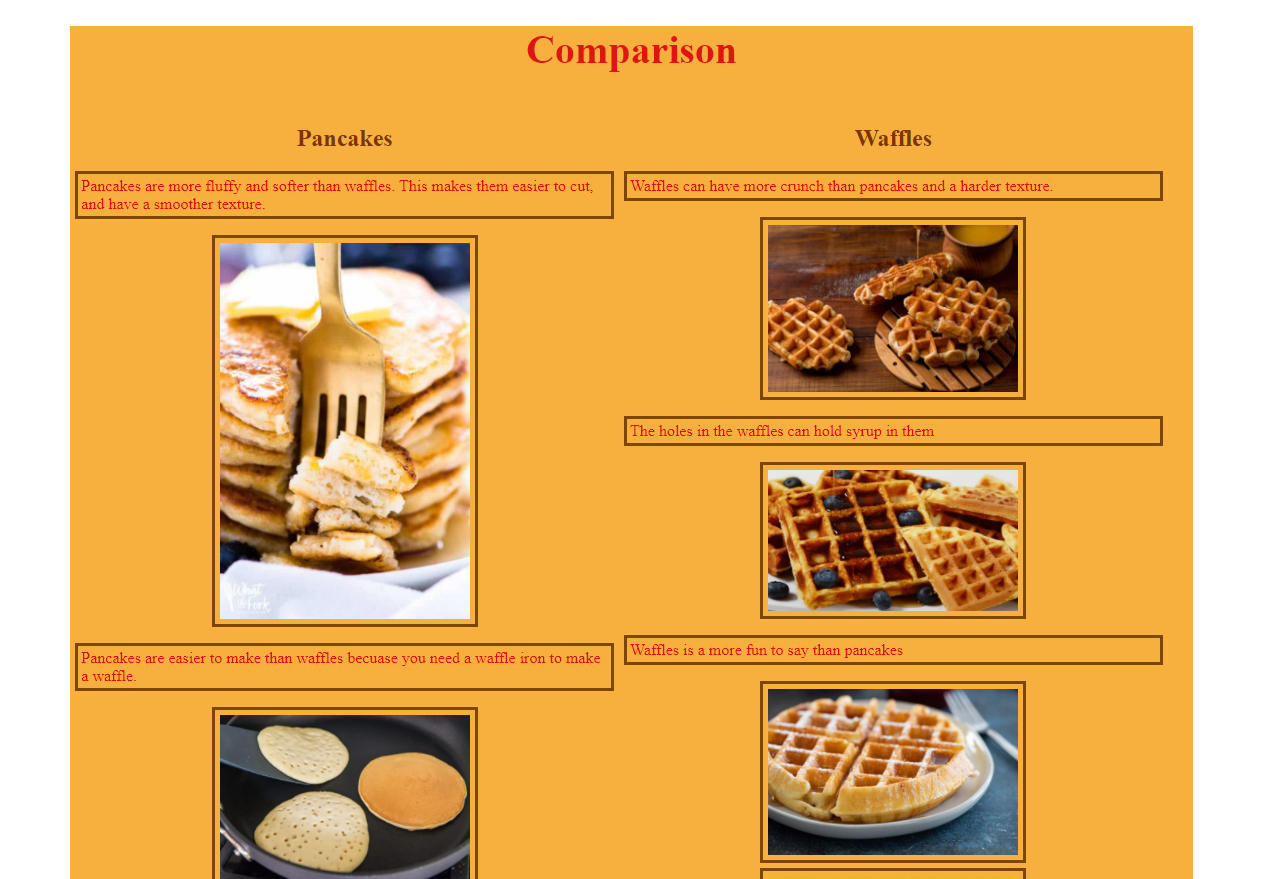 Comparison
Pancakes
Pancakes are more fluffy and softer than waffles. This makes them easier to cut,
and have a smoother texture.
What
the Fork
Pancakes are easier to make than waffles becuase you need a waffle iron to make
a waffle.
Waffles
Waffles can have more crunch than pancakes and a harder texture.
The holes in the waffles can hold syrup in them
Waffles is a more fun to say than pancakes